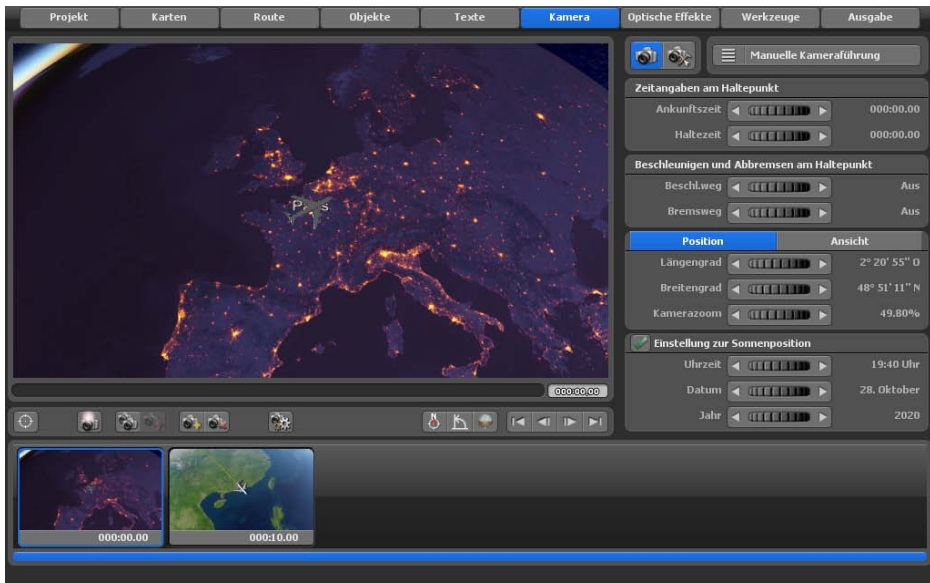 Projekt Karten Route Objekte Texte Kamera Optische Effekte Werkzeuge Ausgabe
Manuelle Kameraführung
Zeitangaben am Haltepunkt
Ankunftszeit 000:00.00
Haltezeit 000:00.00
Beschleunigen und Abbremsen am Haltepunkt
Beschl.weg Aus
Bremsweg Aus
Position Ansicht
Längengrad 2° 20' 55'' O
Breitengrad 48° 51' 11'' N
Kamerazoom 49.80%
Einstellung zur Sonnenposition
Uhrzeit 19:40 Uhr
Datum 28. Oktober
Jahr 2020
000:00.00
N
000:00.00 000:10.00